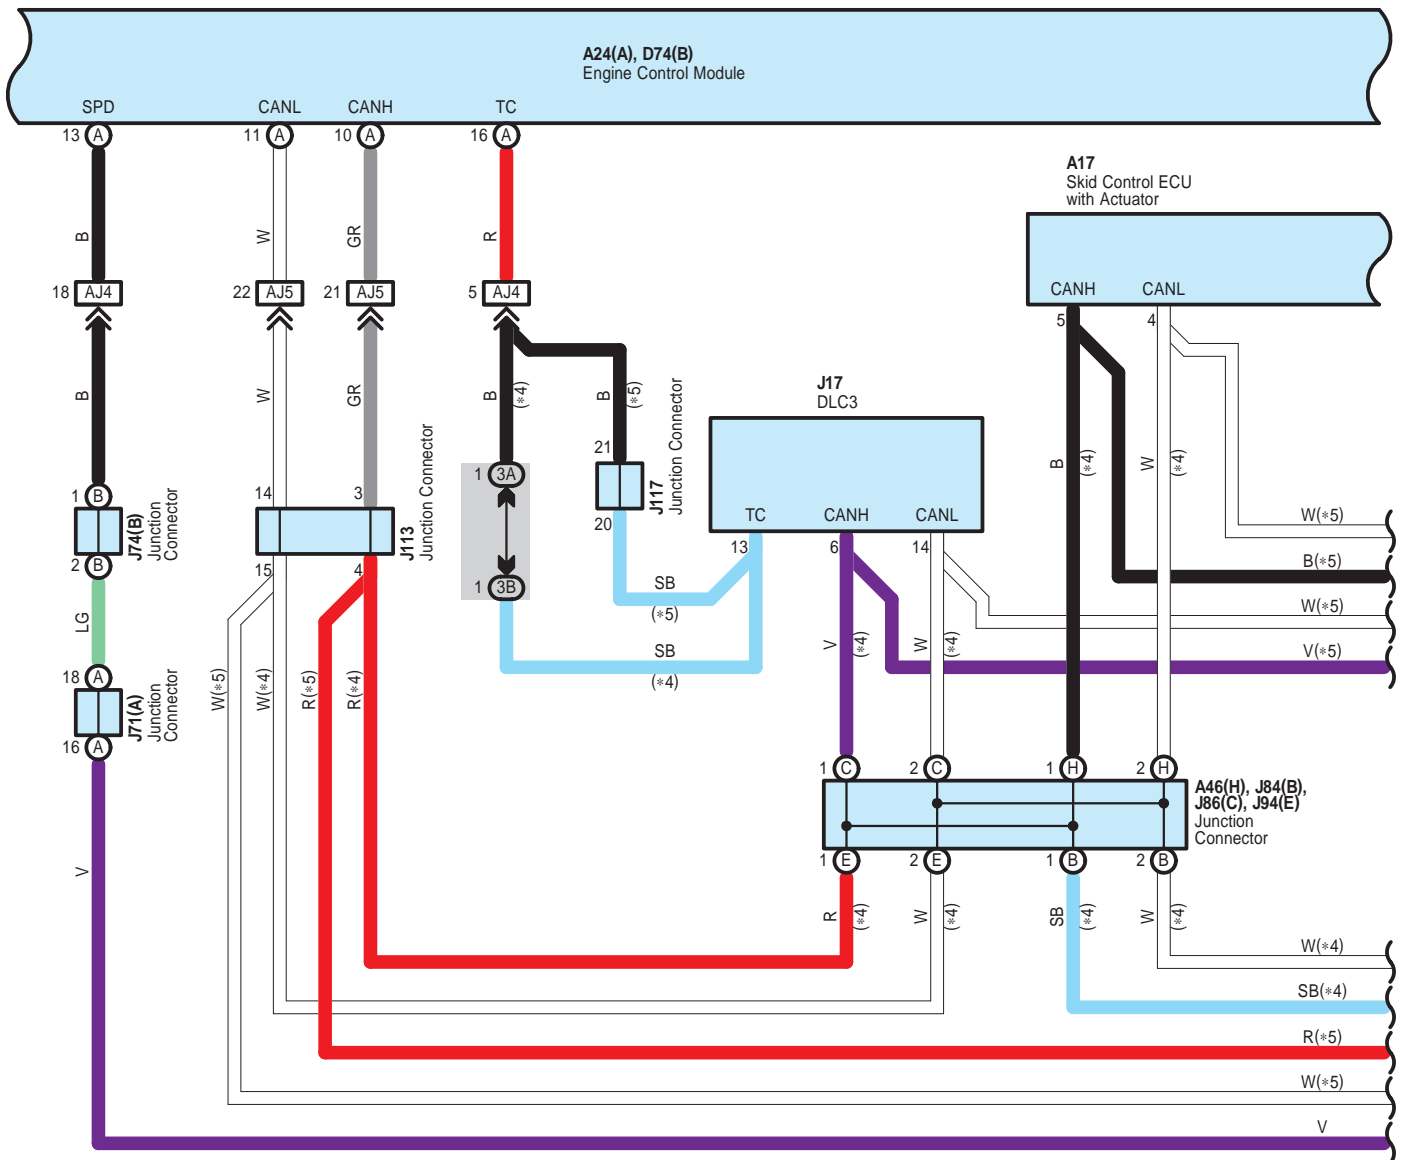 A24(A), D74(B)
Engine Control Module
SPD
CANL
CANH
TC
13 A
11 A
10 A
16 A
A17
Skid Control ECU
with Actuator
B
W
GR
R
CANH
CANL
18 AJ4
22 AJ5
21 AJ5
5 AJ4
5
4
B
W
GR
B
(*4)
B
(*5)
J17
DLC3
J117
Junction Connector
21
20
1 3A
1 3B
B
(*4)
W
(*4)
1 B
J74(B)
Junction
Connector
2 B
14
3
J113
Junction Connector
15
4
TC
CANH
CANL
13
6
14
W(*5)
B(*5)
W(*5)
V(*5)
SB
(*5)
SB
(*4)
LG
18 A
J71(A)
Junction
Connector
16 A
W(*5)
W(*4)
R(*5)
R(*4)
V
(*4)
W
(*4)
1 C
2 C
1 H
2 H
A46(H), J84(B),
J86(C), J94(E)
Junction
Connector
1 E
2 E
1 B
2 B
V
R
(*4)
W
(*4)
SB
(*4)
W
(*4)
W(*4)
SB(*4)
R(*5)
W(*5)
V